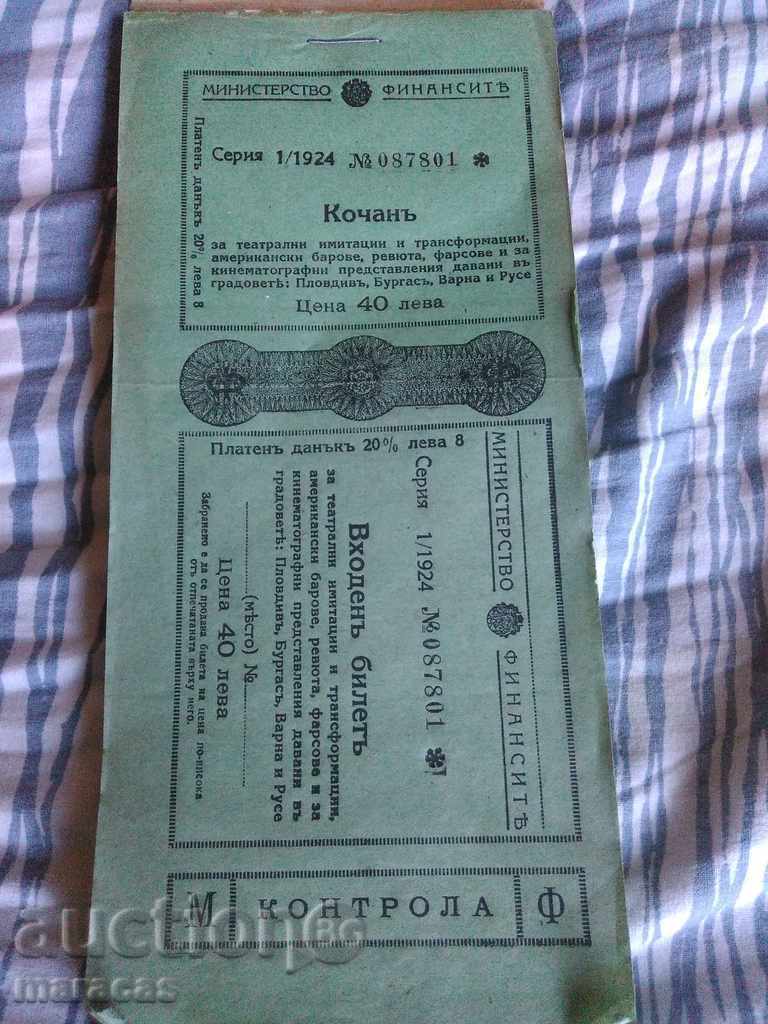 МИНИСТЕРСТВО ФИНАНСИТѢ
Серия 1/1924 № 087801 *
Кочанъ
за театрални имитации и трансформации,
американски барове, ревюта, фарсове и за
кинематографни представления давани въ
градоветѣ: Пловдивъ, Бургасъ, Варна и Русе
Цена 40 лева
Платенъ данъкъ 20% лева 8
Платенъ данъкъ 20% лева 8
МИНИСТЕРСТВО ФИНАНСИТѢ
Серия 1/1924 № 087801 *
Входенъ билетъ
за театрални имитации и трансформации,
американски барове, ревюта, фарсове и за
кинематографни представления давани въ
градоветѣ: Пловдивъ, Бургасъ, Варна и Русе
(мѣсто) №
Цена 40 лева
Забранено е да се продава билета на цена по-висока
отъ отпечатаната върху него.
М КОНТРОЛА Ф
auction.BG
maracas